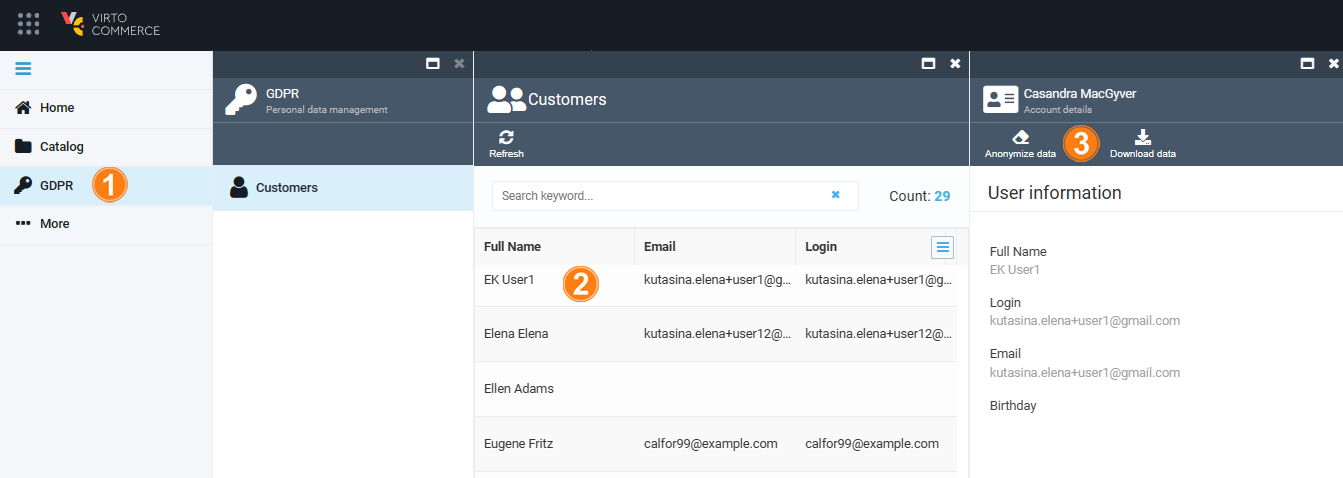 VIRTO
COMMERCE
Home
Catalog
GDPR
1
More
GDPR
Personal data management
Customers
Customers
Refresh
Search keyword...
Count: 29
Full Name Email Login
EK User1 2 kutasina.elena+user1@g... kutasina.elena+user1@g...
Elena Elena kutasina.elena+user12@... kutasina.elena+user12@...
Ellen Adams
Eugene Fritz calfor99@example.com calfor99@example.com
Casandra MacGyver
Account details
Anonymize data 3 Download data
User information
Full Name
EK User1
Login
kutasina.elena+user1@gmail.com
Email
kutasina.elena+user1@gmail.com
Birthday